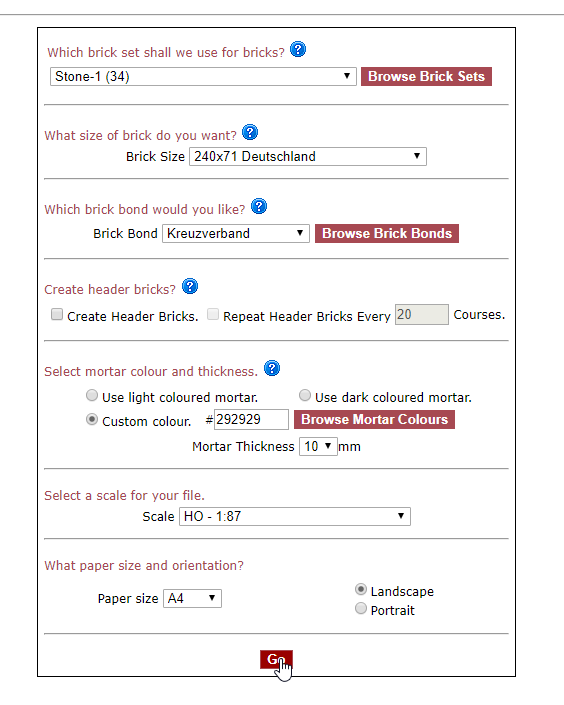 Which brick set shall we use for bricks? ?
Stone-1 (34) Browse Brick Sets
What size of brick do you want? ?
Brick Size 240x71 Deutschland
Which brick bond would you like? ?
Brick Bond Kreuzverband Browse Brick Bonds
Create header bricks? ?
Create Header Bricks. Repeat Header Bricks Every 20 Courses.
Select mortar colour and thickness. ?
Use light coloured mortar. Use dark coloured mortar.
Custom colour. #292929 Browse Mortar Colours
Mortar Thickness 10 mm
Select a scale for your file.
Scale HO - 1:87
What paper size and orientation?
Paper size A4 Landscape
Portrait
Go